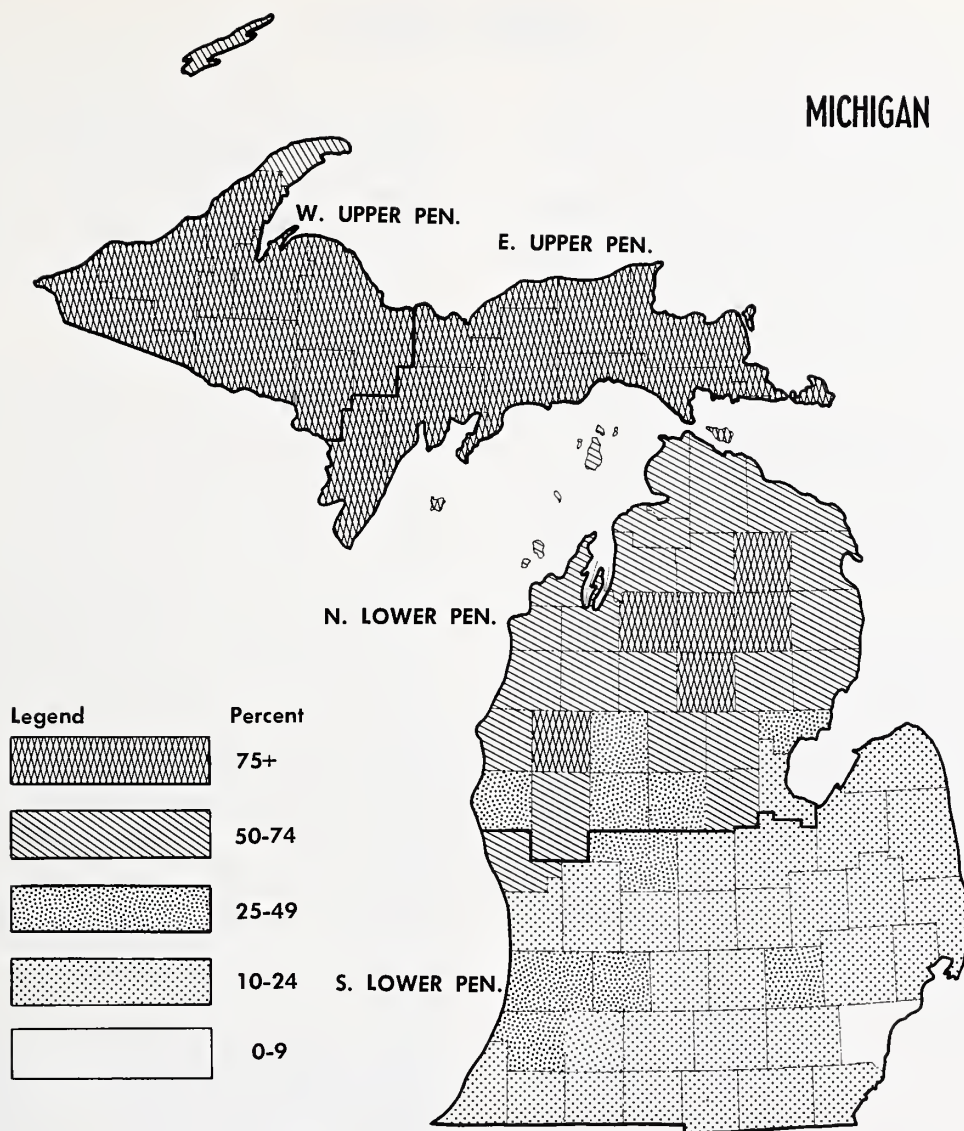 MICHIGAN
W. UPPER PEN.
E. UPPER PEN.
N. LOWER PEN.
Legend Percent
75+
50-74
25-49
10-24
S. LOWER PEN.
0-9